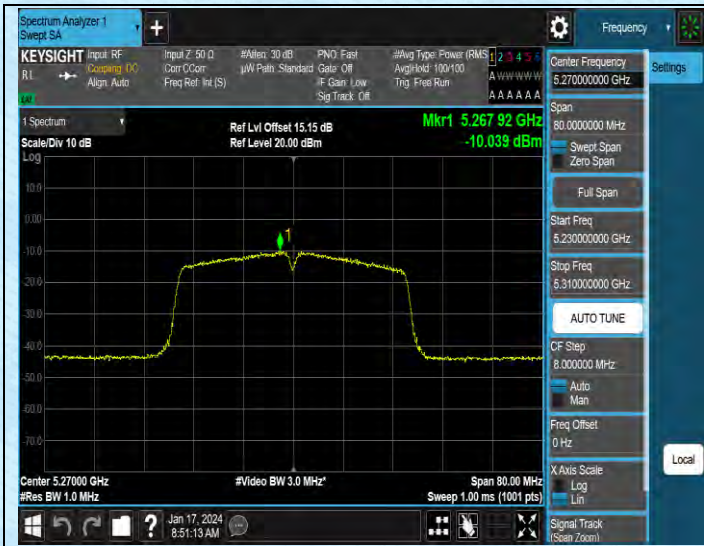 Spectrum Analyzer 1
Swept SA
Frequency
KEYSIGHT
Input: RF
Coupling: DC
Align: Auto
Input Z: 50 Ω
Corr CCorr
Freq Ref: Int (S)
#Atten: 30 dB
µW Path: Standard
PNO: Fast
Gate: Off
IF Gain: Low
Sig Track: Off
#Avg Type: Power (RMS
Avg|Hold: 100/100
Trig: Free Run
1 2 3 4 5 6
A W W W W W
A A A A A A
1 Spectrum
Scale/Div 10 dB
Log
Ref Lvl Offset 15.15 dB
Ref Level 20.00 dBm
Mkr1 5.267 92 GHz
-10.039 dBm
1
10.0
0.00
-10.0
-20.0
-30.0
-40.0
-50.0
-60.0
-70.0
Center 5.27000 GHz
#Res BW 1.0 MHz
#Video BW 3.0 MHz*
Span 80.00 MHz
Sweep 1.00 ms (1001 pts)
Jan 17, 2024
8:51:13 AM
Center Frequency
5.270000000 GHz
Settings
Span
80.0000000 MHz
Swept Span
Zero Span
Full Span
Start Freq
5.230000000 GHz
Stop Freq
5.310000000 GHz
AUTO TUNE
CF Step
8.000000 MHz
Auto
Man
Freq Offset
0 Hz
X Axis Scale
Log
Lin
Local
Signal Track
(Span Zoom)